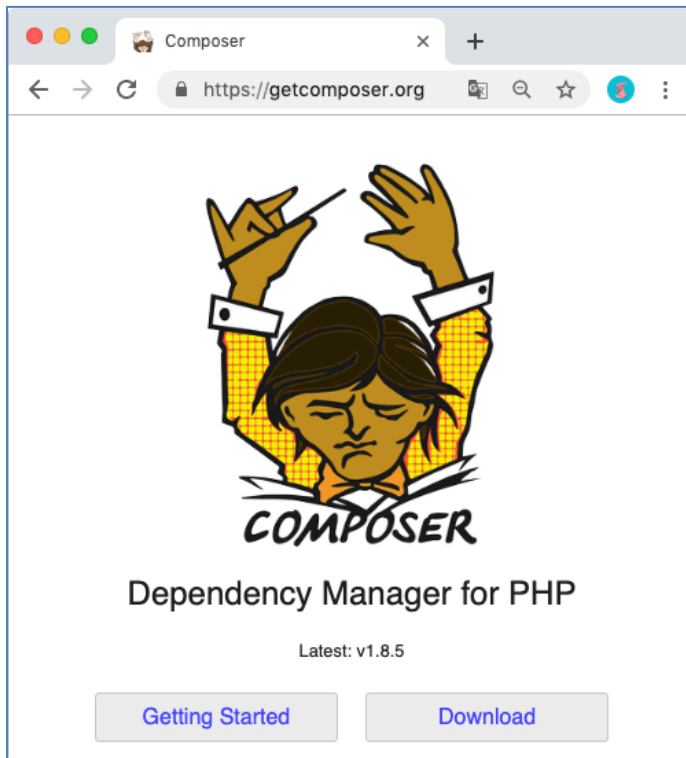 Composer
https://getcomposer.org
COMPOSER
Dependency Manager for PHP
Latest: v1.8.5
Getting Started
Download